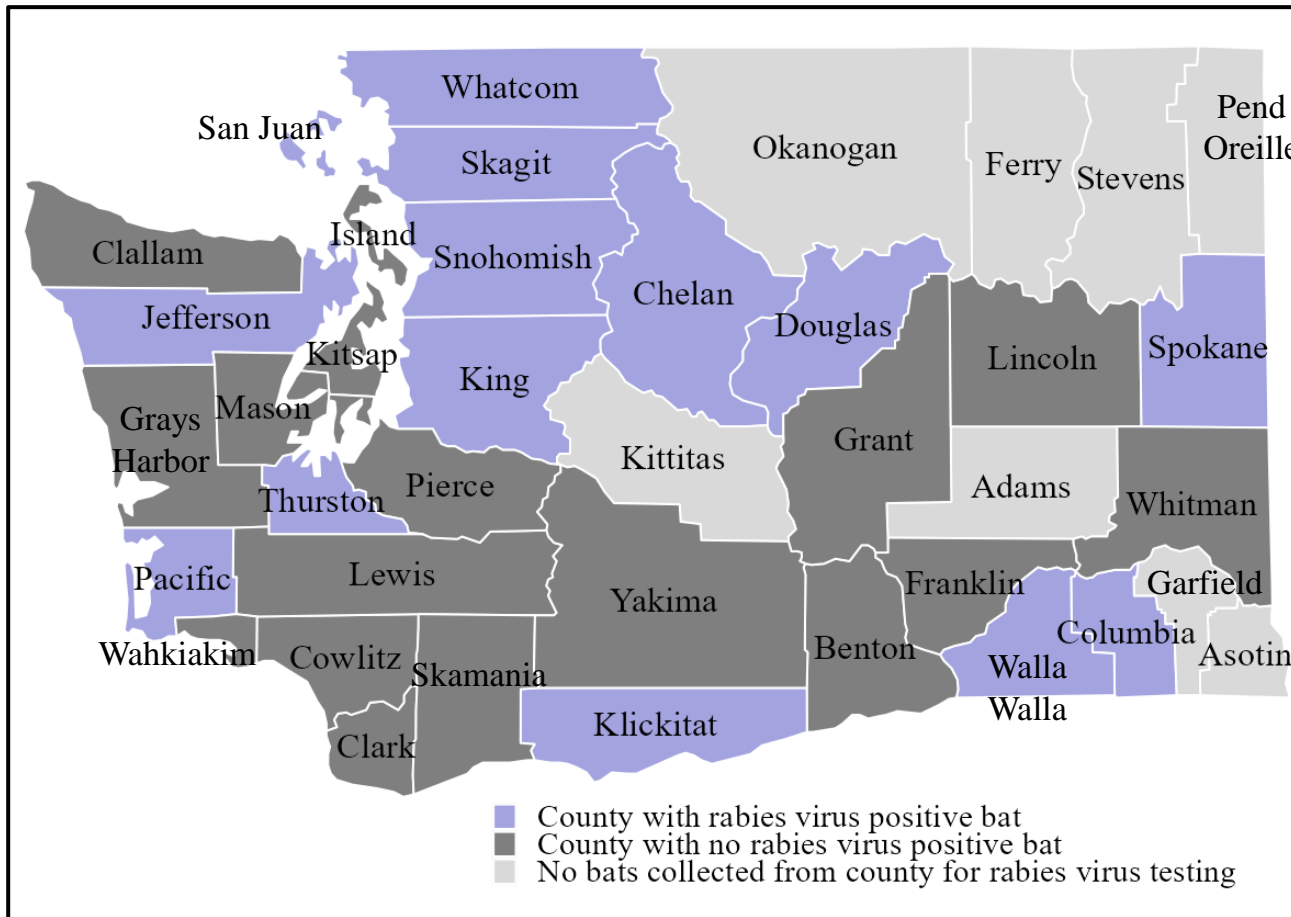 Whatcom
San Juan
Pend
Oreille
Okanogan
Skagit
Ferry
Stevens
Island
Clallam
Snohomish
Chelan
Jefferson
Douglas
Kitsap
Lincoln
Spokane
King
Mason
Grays
Harbor
Grant
Kittitas
Pierce
Adams
Thurston
Whitman
Pacific
Lewis
Yakima
Franklin
Garfield
Wahkiakim
Cowlitz
Skamania
Benton
Columbia
Walla
Walla
Asotin
Klickitat
Clark
County with rabies virus positive bat
County with no rabies virus positive bat
No bats collected from county for rabies virus testing